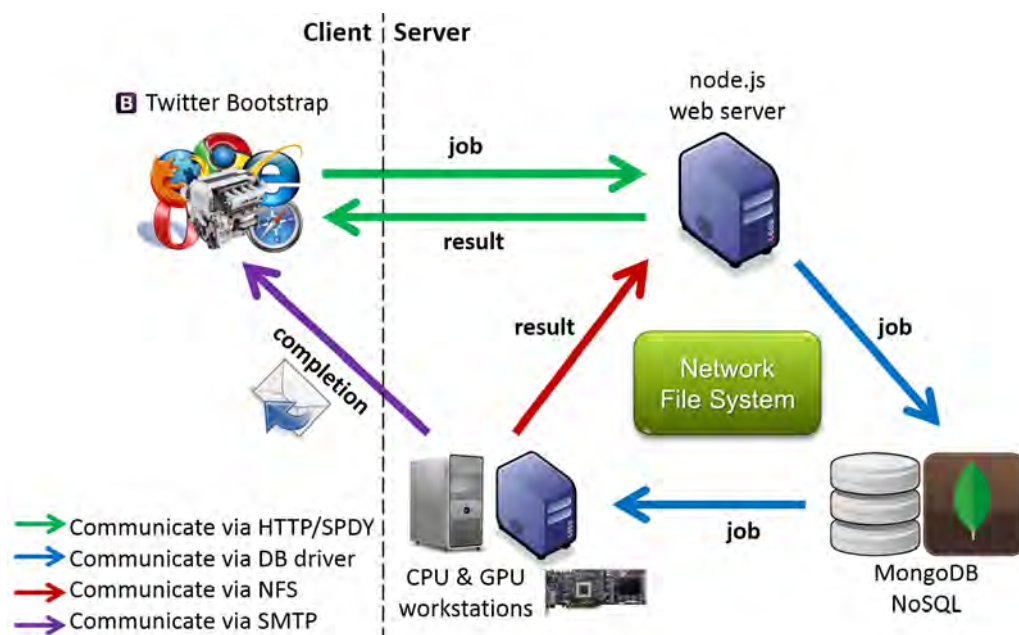 Client
Server
B Twitter Bootstrap
node.js
web server
job
result
result
job
completion
Network
File System
job
CPU & GPU
workstations
MongoDB
NoSQL
Communicate via HTTP/SPDY
Communicate via DB driver
Communicate via NFS
Communicate via SMTP